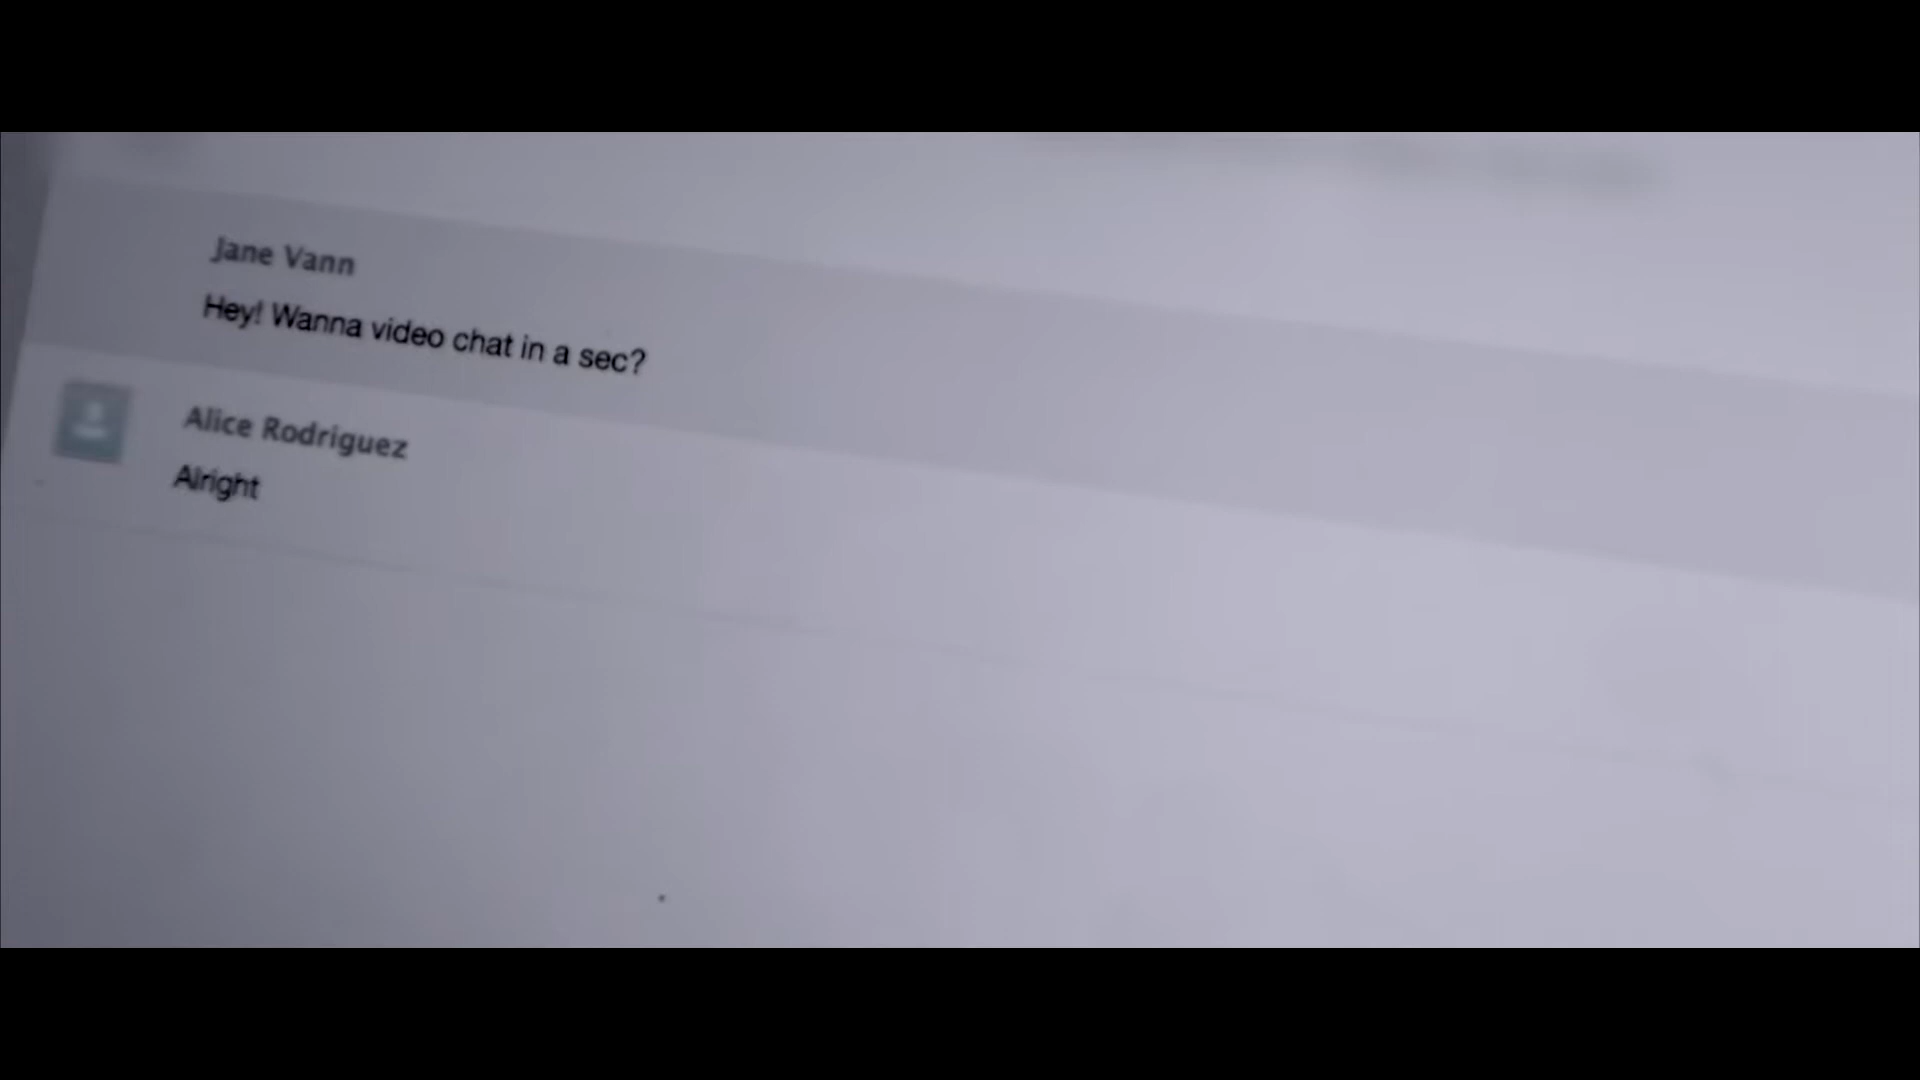 Jane Vann
Hey! Wanna video chat in a sec?
Alice Rodriguez
Alright